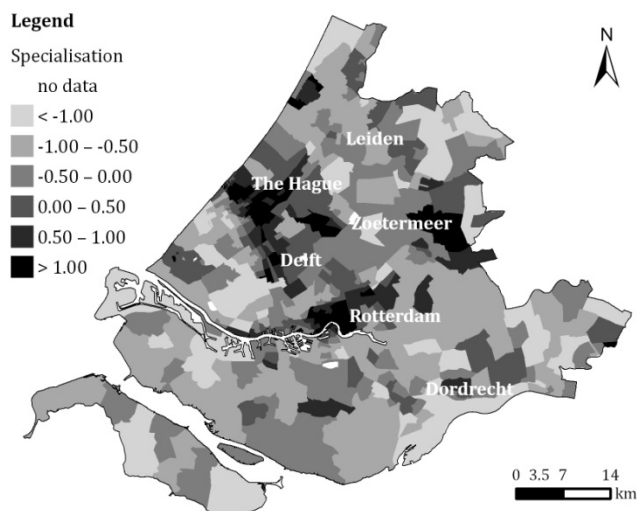 Legend
Specialisation
no data
< -1.00
-1.00 – -0.50
-0.50 – 0.00
0.00 – 0.50
0.50 – 1.00
> 1.00
N
Leiden
The Hague
Zoetermeer
Delft
Rotterdam
Dordrecht
0 3.5 7 14
km